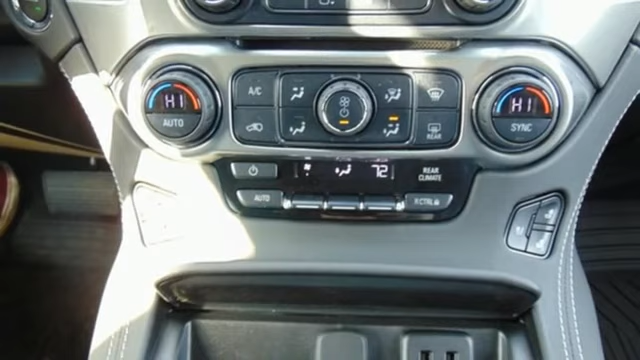 HI
AUTO
A/C
REAR
HI
SYNC
72
REAR
CLIMATE
AUTO
R CTRL